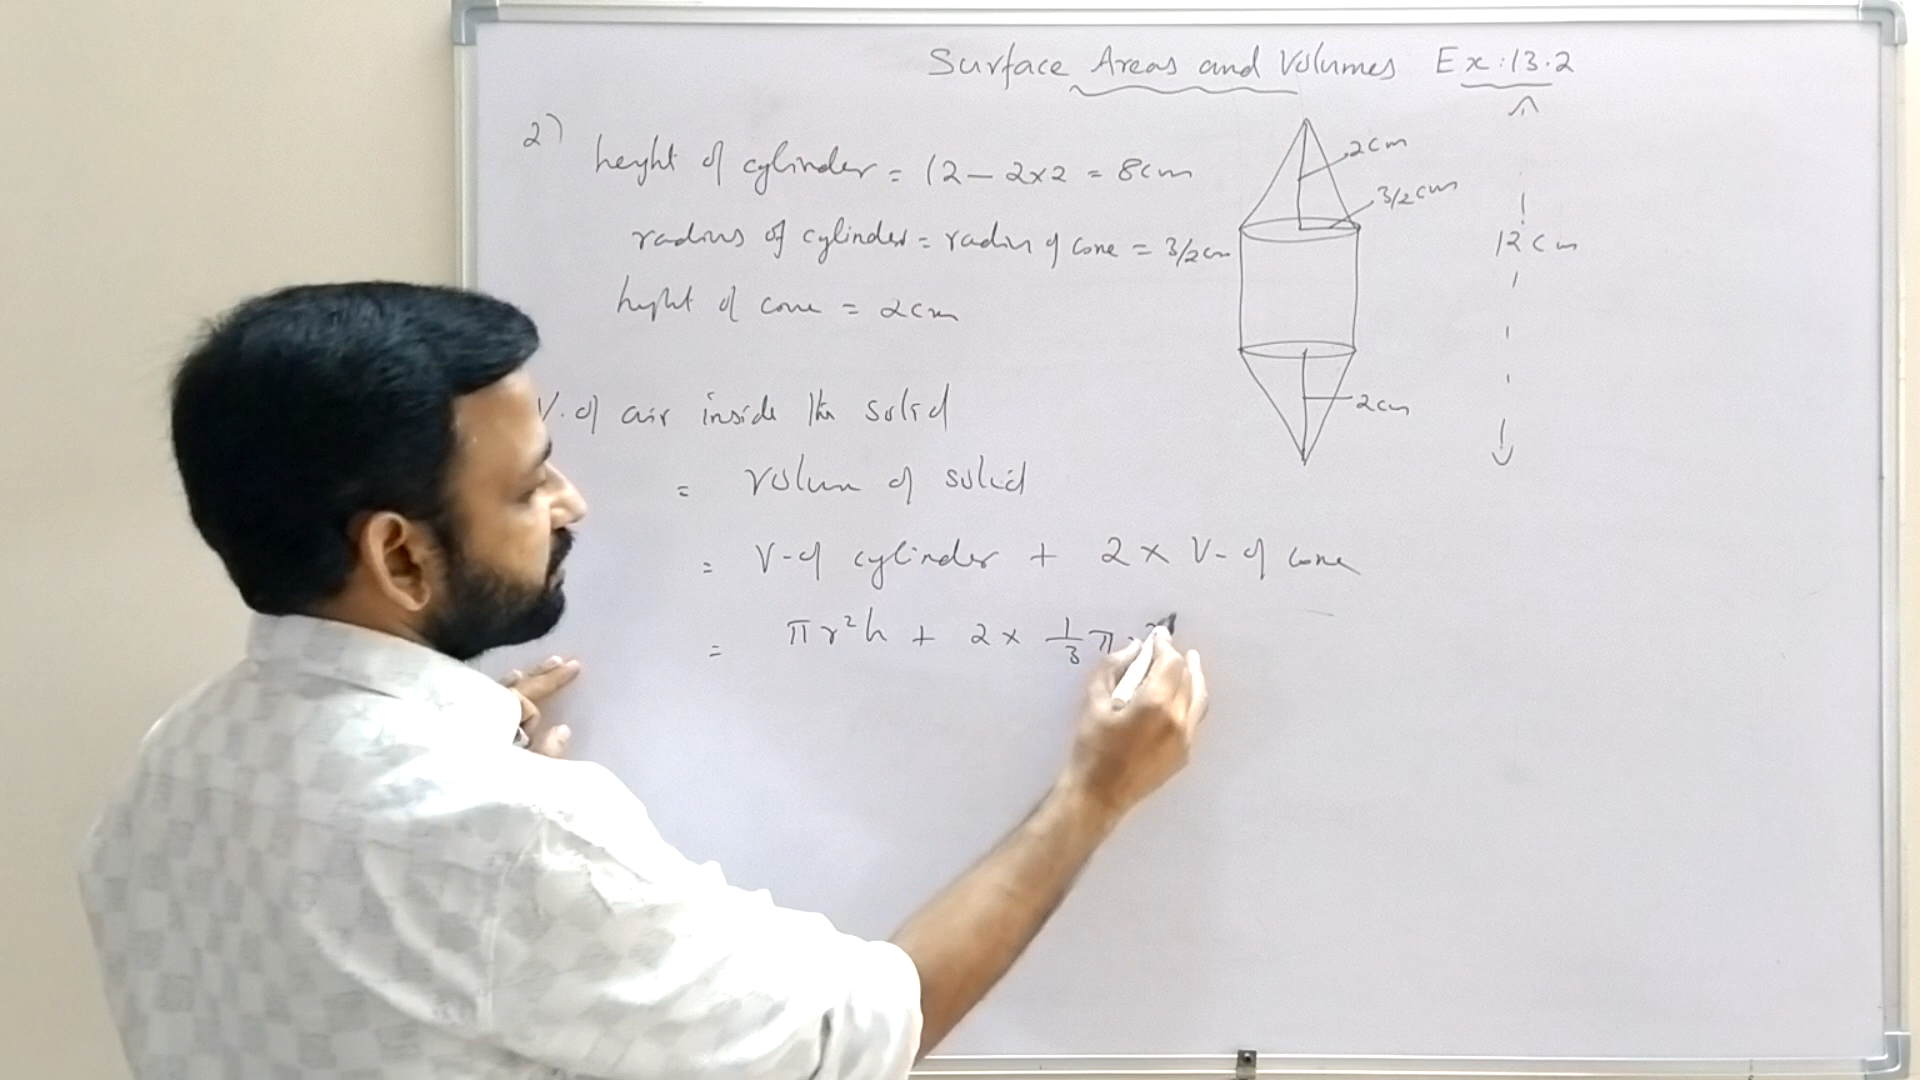 Surface Areas and Volumes Ex:13.2
2)
height of cylinder = 12 – 2×2 = 8cm
radius of cylinder = radius of cone = 3/2cm
height of cone = 2cm
V. of air inside the solid
= volum of solid
= V- of cylinder + 2 × V- of cone
= πr²h + 2 × 1/3 π
2cm
3/2cm
12cm
2cm